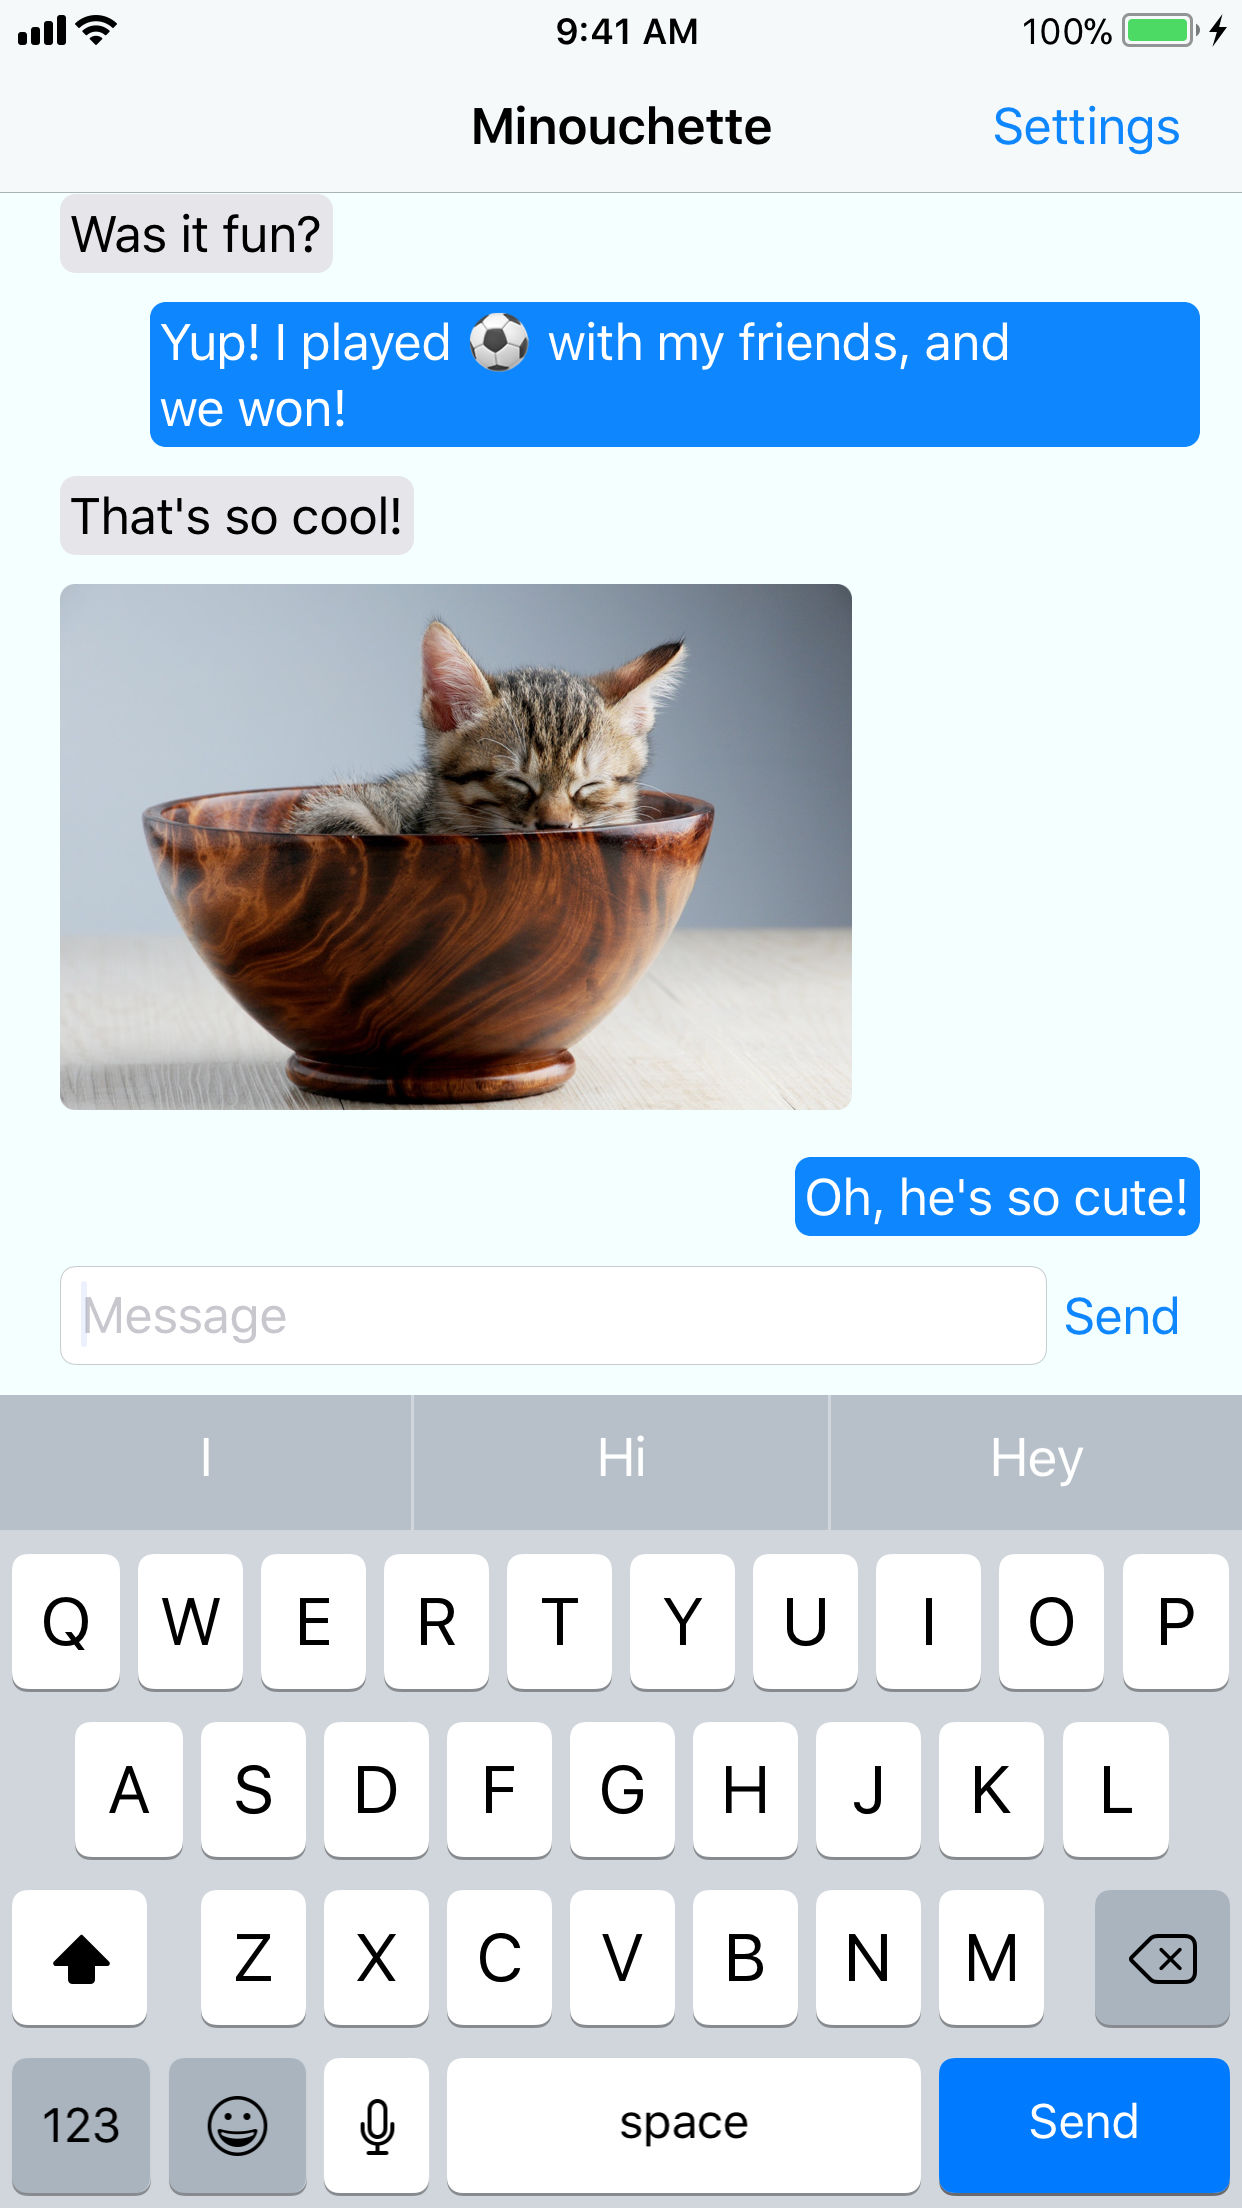 9:41 AM 100%
Minouchette Settings
Was it fun?
Yup! I played ⚽ with my friends, and
we won!
That's so cool!
Oh, he's so cute!
Message Send
I Hi Hey
Q W E R T Y U I O P
A S D F G H J K L
Z X C V B N M
123 space Send